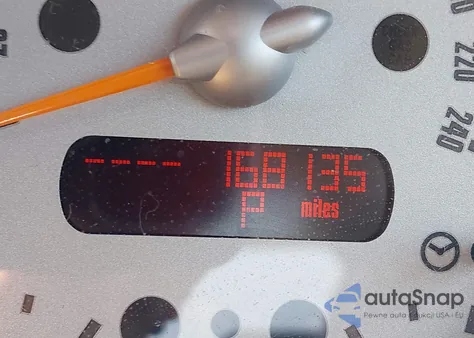 220
240
---- 168135
P miles
autoSnap
Pewne auta z aukcji USA i EU